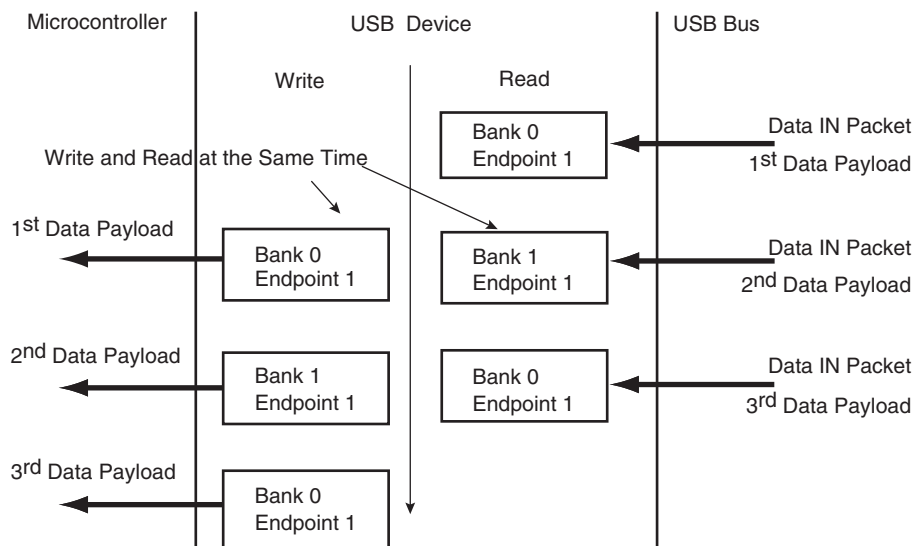 Microcontroller
USB Device
USB Bus
Write
Read
Bank 0
Endpoint 1
Data IN Packet
1st Data Payload
Write and Read at the Same Time
1st Data Payload
Bank 0
Endpoint 1
Bank 1
Endpoint 1
Data IN Packet
2nd Data Payload
2nd Data Payload
Bank 1
Endpoint 1
Bank 0
Endpoint 1
Data IN Packet
3rd Data Payload
3rd Data Payload
Bank 0
Endpoint 1